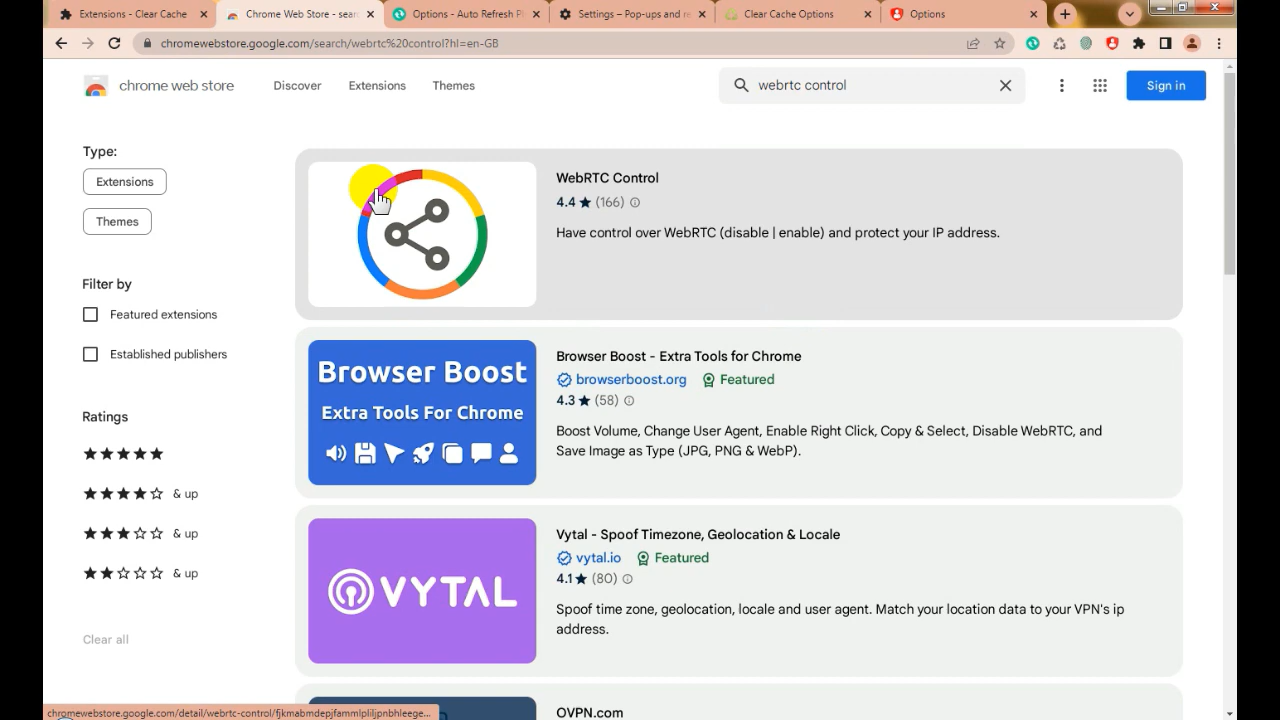 Extensions - Clear Cache
Chrome Web Store - sear
Options - Auto Refresh Pl
Settings – Pop-ups and re
Clear Cache Options
Options
chromewebstore.google.com/search/webrtc%20control?hl=en-GB
chrome web store
Discover
Extensions
Themes
webrtc control
Sign in
Type:
Extensions
Themes
Filter by
Featured extensions
Established publishers
Ratings
& up
& up
& up
Clear all
WebRTC Control
4.4 ★ (166)
Have control over WebRTC (disable | enable) and protect your IP address.
Browser Boost
Extra Tools For Chrome
Browser Boost - Extra Tools for Chrome
browserboost.org Featured
4.3 ★ (58)
Boost Volume, Change User Agent, Enable Right Click, Copy & Select, Disable WebRTC, and
Save Image as Type (JPG, PNG & WebP).
VYTAL
Vytal - Spoof Timezone, Geolocation & Locale
vytal.io Featured
4.1 ★ (80)
Spoof time zone, geolocation, locale and user agent. Match your location data to your VPN's ip
address.
OVPN.com
chromewebstore.google.com/detail/webrtc-control/fjkmabmdepjfammlpliljpnbhleege...